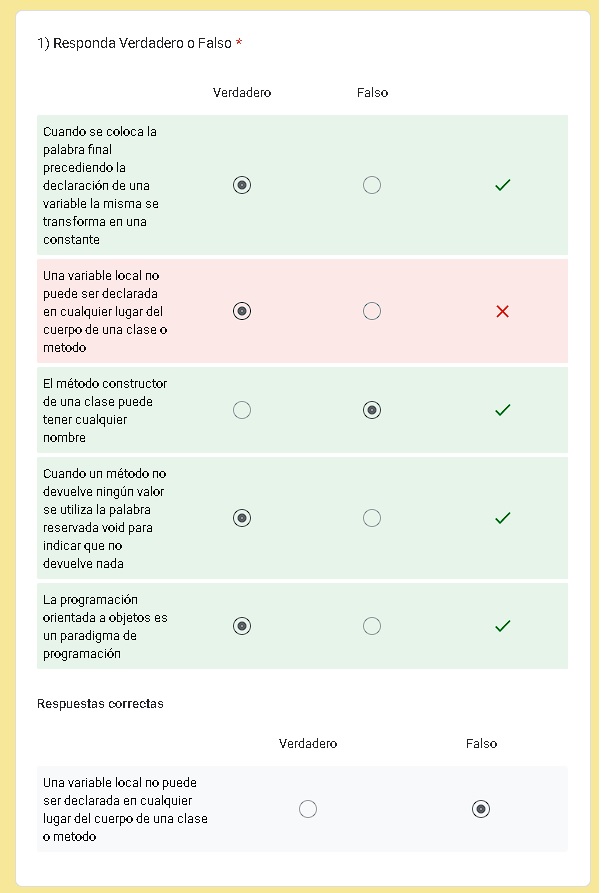 1) Responda Verdadero o Falso *
Verdadero Falso
Cuando se coloca la
palabra final
precediendo la
declaración de una
variable la misma se
transforma en una
constante
Una variable local no
puede ser declarada
en cualquier lugar del
cuerpo de una clase o
metodo
El método constructor
de una clase puede
tener cualquier
nombre
Cuando un método no
devuelve ningún valor
se utiliza la palabra
reservada void para
indicar que no
devuelve nada
La programación
orientada a objetos es
un paradigma de
programación
Respuestas correctas
Verdadero Falso
Una variable local no puede
ser declarada en cualquier
lugar del cuerpo de una clase
o metodo